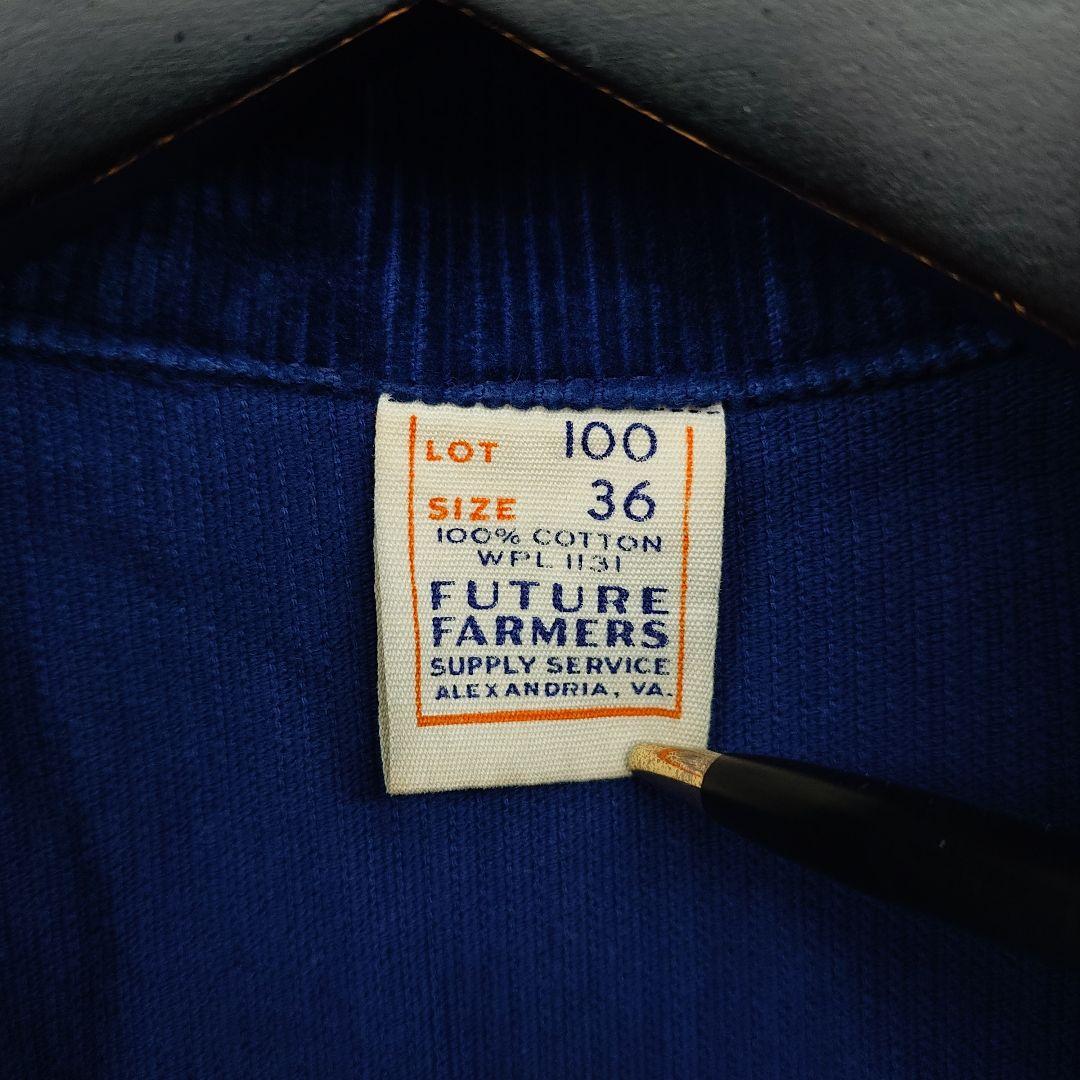 LOT 100
SIZE 36
100% COTTON
WPL 1131
FUTURE
FARMERS
SUPPLY SERVICE
ALEXANDRIA, VA.